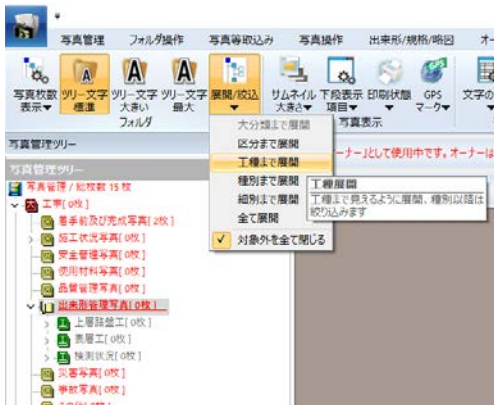 写真管理 フォルダ操作 写真等取込み 写真操作 出来形/規格/略図 オー
写真枚数 ツリー文字 ツリー文字 ツリー文字 展開/絞込 サムネイル 下段表示 印刷状態 GPS 文字の
表示▼ 標準 大きい 最大 ▼ 大きさ▼ 項目▼ ▼ マーク▼
フォルダ 写真表示
写真管理ツリー
写真管理ツリー
大分類まで展開
区分まで展開
工種まで展開
種別まで展開
細別まで展開
全て展開
✓ 対象外を全て閉じる
ーナー」として使用中です。オーナーは
工種展開
工種まで見えるように展開、種別以降は
絞り込みます
写真管理 / 総枚数 15 枚
工事[0枚]
着手前及び完成写真[2枚]
施工状況写真[0枚]
安全管理写真[0枚]
使用材料写真[0枚]
品質管理写真[0枚]
出来形管理写真[0枚]
上層路盤工[0枚]
表層工[0枚]
検測状況[0枚]
災害写真[0枚]
事故写真[0枚]